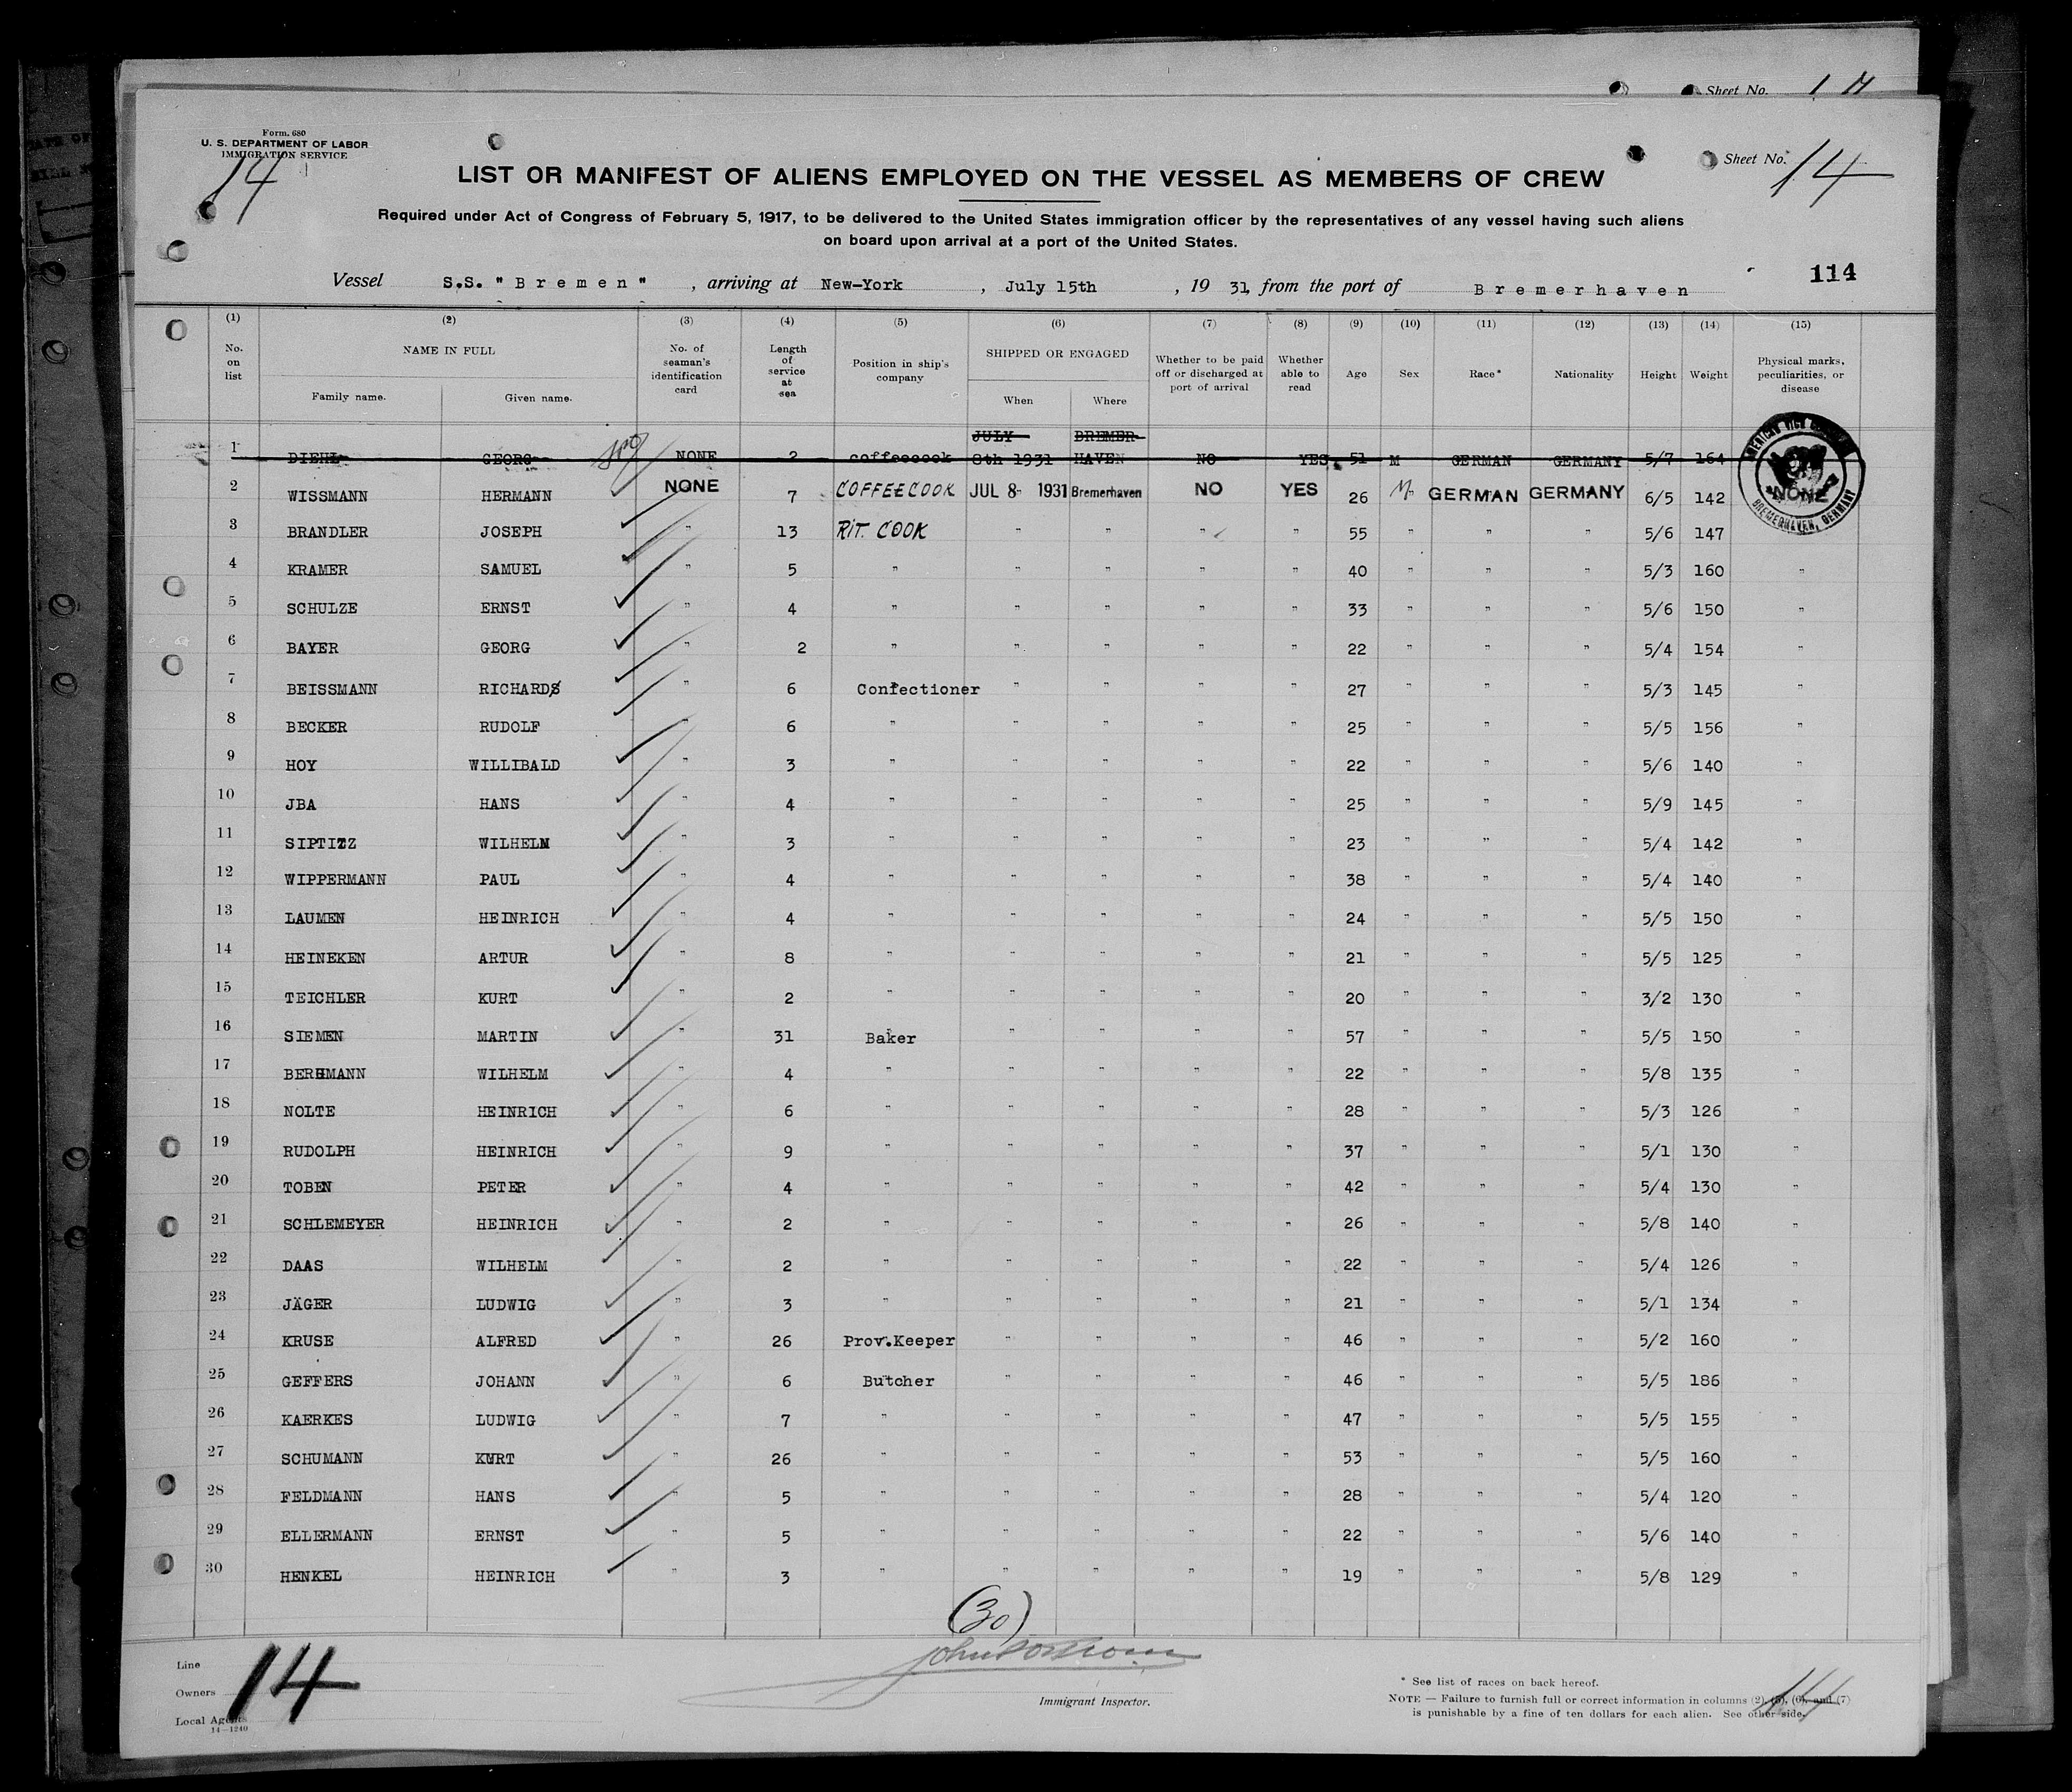 Sheet No. 14
Form. 680
U. S. DEPARTMENT OF LABOR
IMMIGRATION SERVICE
14
Sheet No. 14
LIST OR MANIFEST OF ALIENS EMPLOYED ON THE VESSEL AS MEMBERS OF CREW
Required under Act of Congress of February 5, 1917, to be delivered to the United States immigration officer by the representatives of any vessel having such aliens
on board upon arrival at a port of the United States.
Vessel S.S. "Bremen" , arriving at New-York , July 15th , 19 31, from the port of Bremerhaven 114
(1) (2) (3) (4) (5) (6) (7) (8) (9) (10) (11) (12) (13) (14) (15)
No. on list NAME IN FULL Family name. Given name. No. of seaman's identification card Length of service at sea Position in ship's company SHIPPED OR ENGAGED When Where Whether to be paid off or discharged at port of arrival Whether able to read Age Sex Race* Nationality Height Weight Physical marks, peculiarities, or disease
JULY BREMER-
1 DIEHL GEORG NONE 2 coffeecook 8th 1931 HAVEN NO YES 51 M GERMAN GERMANY 5/7 164
2 WISSMANN HERMANN NONE 7 COFFEECOOK JUL 8- 1931 Bremerhaven NO YES 26 M GERMAN GERMANY 6/5 142 NONE
AMERICAN VICE BREMERHAVEN, GERMANY
3 BRANDLER JOSEPH " 13 RIT. COOK " " " " 55 " " " 5/6 147
4 KRAMER SAMUEL " 5 " " " " " 40 " " " 5/3 160 "
5 SCHULZE ERNST " 4 " " " " " 33 " " " 5/6 150 "
6 BAYER GEORG " 2 " " " " " 22 " " " 5/4 154 "
7 BEISSMANN RICHARDS " 6 Confectioner " " " " 27 " " " 5/3 145 "
8 BECKER RUDOLF " 6 " " " " " 25 " " " 5/5 156 "
9 HOY WILLIBALD " 3 " " " " " 22 " " " 5/6 140 "
10 JBA HANS " 4 " " " " " 25 " " " 5/9 145 "
11 SIPTITZ WILHELM " 3 " " " " " 23 " " " 5/4 142 "
12 WIPPERMANN PAUL " 4 " " " " " 38 " " " 5/4 140 "
13 LAUMEN HEINRICH " 4 " " " " " 24 " " " 5/5 150 "
14 HEINEKEN ARTUR " 8 " " " " " 21 " " " 5/5 125 "
15 TEICHLER KURT " 2 " " " " " 20 " " " 3/2 130 "
16 SIEMEN MARTIN " 31 Baker " " " " 57 " " " 5/5 150 "
17 BERHMANN WILHELM " 4 " " " " " 22 " " " 5/8 135 "
18 NOLTE HEINRICH " 6 " " " " " 28 " " " 5/3 126 "
19 RUDOLPH HEINRICH " 9 " " " " " 37 " " " 5/1 130 "
20 TOBEN PETER " 4 " " " " " 42 " " " 5/4 130 "
21 SCHLEMEYER HEINRICH " 2 " " " " " 26 " " " 5/8 140 "
22 DAAS WILHELM " 2 " " " " " 22 " " " 5/4 126 "
23 JÄGER LUDWIG " 3 " " " " " 21 " " " 5/1 134 "
24 KRUSE ALFRED " 26 Prov.Keeper " " " " 46 " " " 5/2 160 "
25 GEFFERS JOHANN " 6 Butcher " " " " 46 " " " 5/5 186 "
26 KAERKES LUDWIG " 7 " " " " " 47 " " " 5/5 155 "
27 SCHUMANN KURT " 26 " " " " " 53 " " " 5/5 160 "
28 FELDMANN HANS " 5 " " " " " 28 " " " 5/4 120 "
29 ELLERMANN ERNST " 5 " " " " " 22 " " " 5/6 140 "
30 HENKEL HEINRICH " 3 " " " " " 19 " " " 5/8 129 "
(30)
Line
Owners
Local Agents
14—1240
14
Immigrant Inspector.
* See list of races on back hereof.
NOTE — Failure to furnish full or correct information in columns (2), (5), (6), and (7)
is punishable by a fine of ten dollars for each alien. See other side.
14